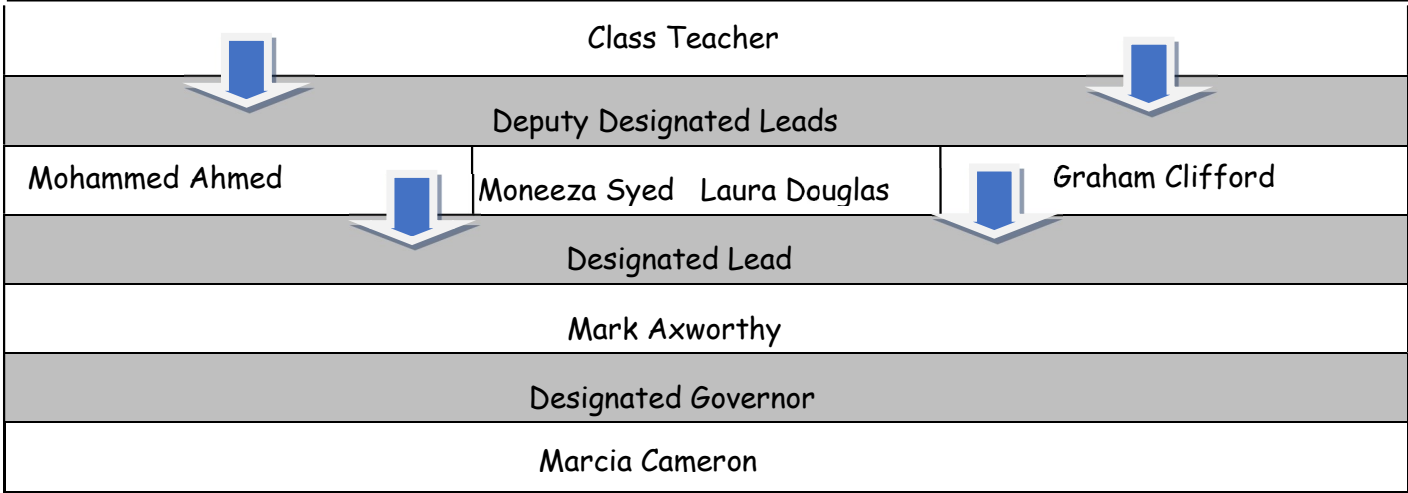 Class Teacher
Deputy Designated Leads
Mohammed Ahmed Moneeza Syed Laura Douglas Graham Clifford
Designated Lead
Mark Axworthy
Designated Governor
Marcia Cameron